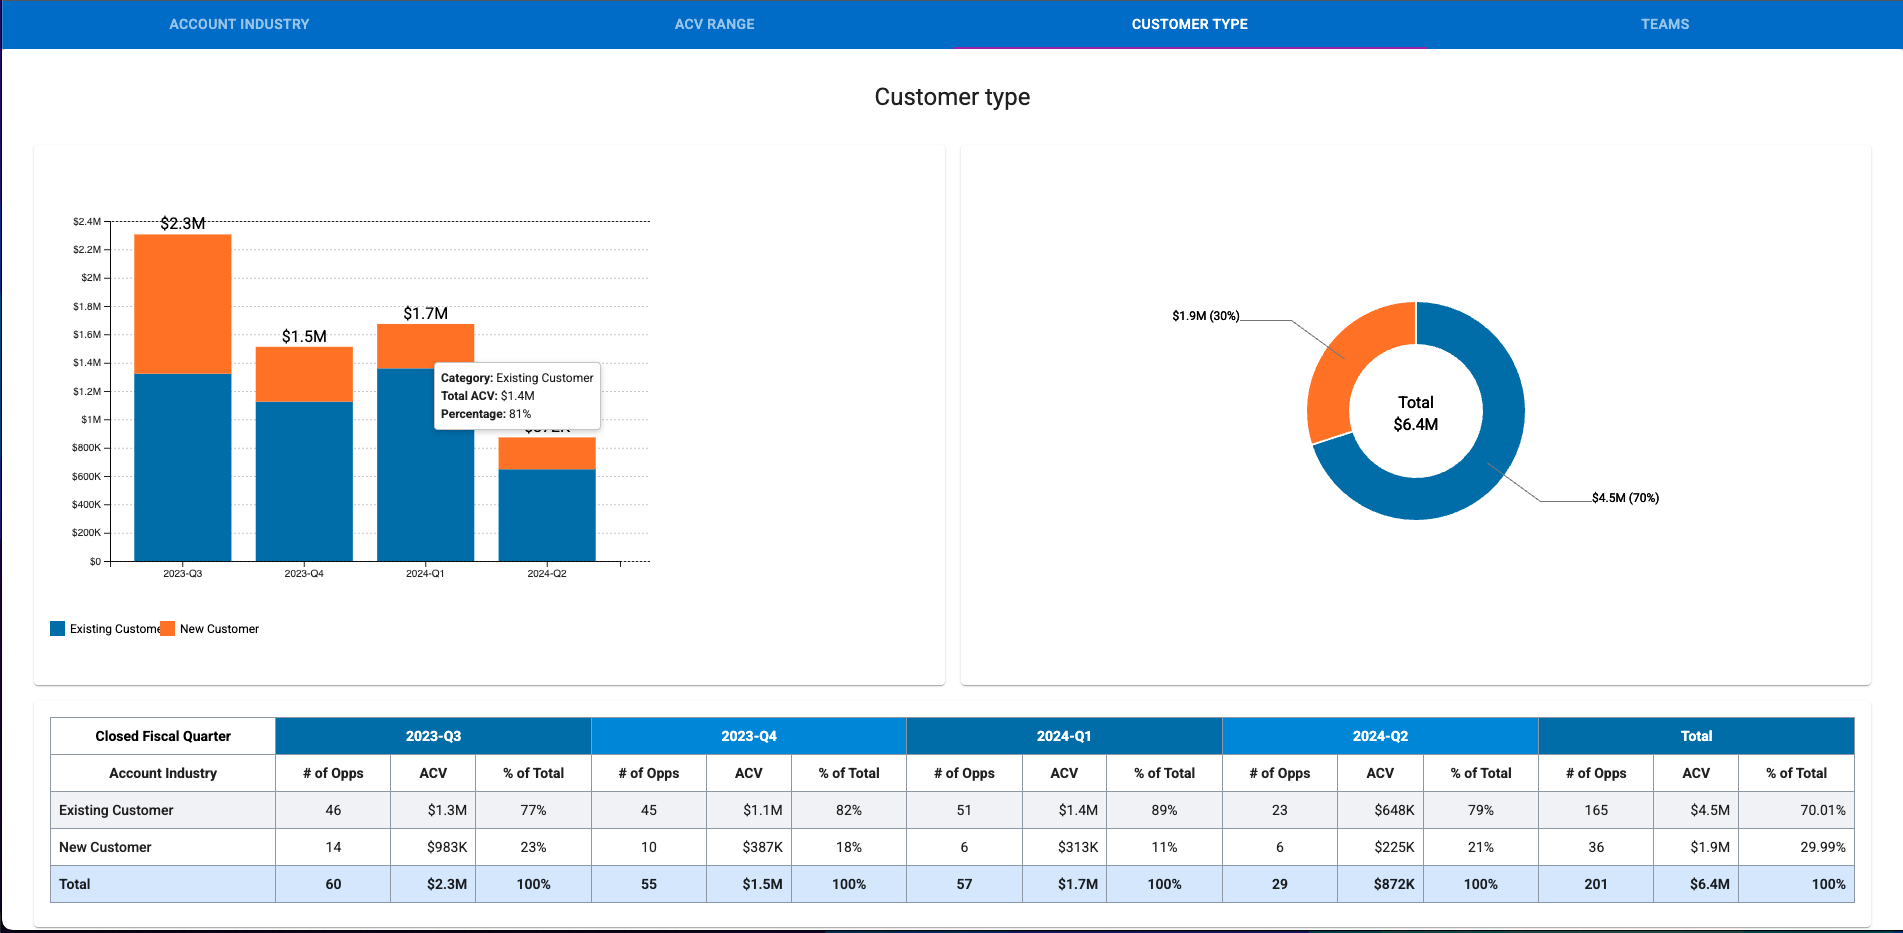 ACCOUNT INDUSTRY
ACV RANGE
CUSTOMER TYPE
TEAMS
Customer type
$2.4M
$2.2M
$2M
$1.8M
$1.6M
$1.4M
$1.2M
$1M
$800K
$600K
$400K
$200K
$0
$2.3M
$1.5M
$1.7M
Category: Existing Customer
Total ACV: $1.4M
Percentage: 81%
2023-Q3 2023-Q4 2024-Q1 2024-Q2
Existing Custome New Customer
$1.9M (30%)
Total
$6.4M
$4.5M (70%)
Closed Fiscal Quarter 2023-Q3 2023-Q4 2024-Q1 2024-Q2 Total
Account Industry # of Opps ACV % of Total # of Opps ACV % of Total # of Opps ACV % of Total # of Opps ACV % of Total # of Opps ACV % of Total
Existing Customer 46 $1.3M 77% 45 $1.1M 82% 51 $1.4M 89% 23 $648K 79% 165 $4.5M 70.01%
New Customer 14 $983K 23% 10 $387K 18% 6 $313K 11% 6 $225K 21% 36 $1.9M 29.99%
Total 60 $2.3M 100% 55 $1.5M 100% 57 $1.7M 100% 29 $872K 100% 201 $6.4M 100%